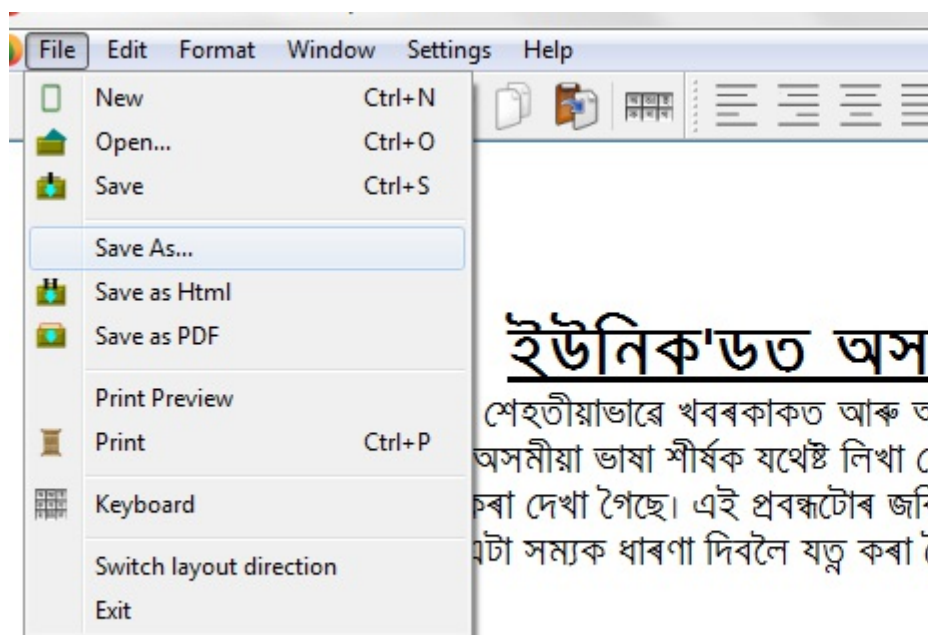 File Edit Format Window Settings Help
New Ctrl+N
Open... Ctrl+O
Save Ctrl+S
Save As...
Save as Html
Save as PDF
Print Preview
Print Ctrl+P
Keyboard
Switch layout direction
Exit
ইউনিক'ডত অস
শেহতীয়াভাৱে খবৰকাকত আৰু
অসমীয়া ভাষা শীৰ্ষক যথেষ্ট লিখা
কৰা দেখা গৈছে। এই প্ৰবন্ধটোৰ
এটা সম্যক ধাৰণা দিবলৈ যত্ন কৰা